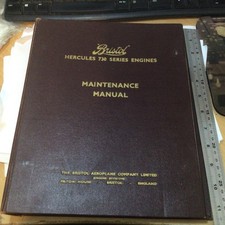 Bristol
HERCULES 730 SERIES ENGINES
MAINTENANCE
MANUAL
THE BRISTOL AEROPLANE COMPANY LIMITED
BRISTOL ENGLAND